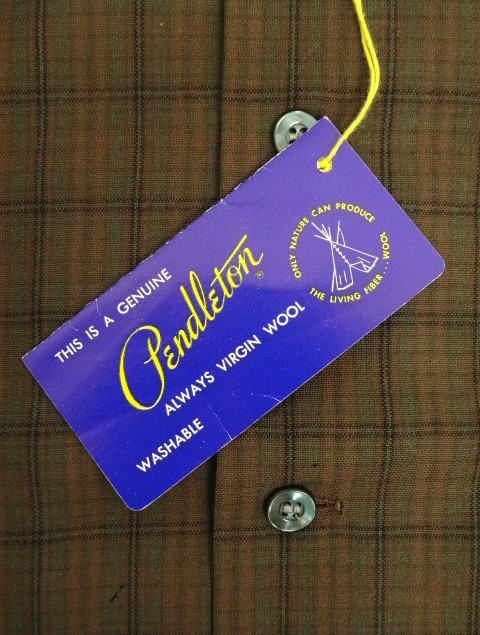 THIS IS A GENUINE
Pendleton®
ALWAYS VIRGIN WOOL
WASHABLE
ONLY NATURE CAN PRODUCE
THE LIVING FIBER... WOOL